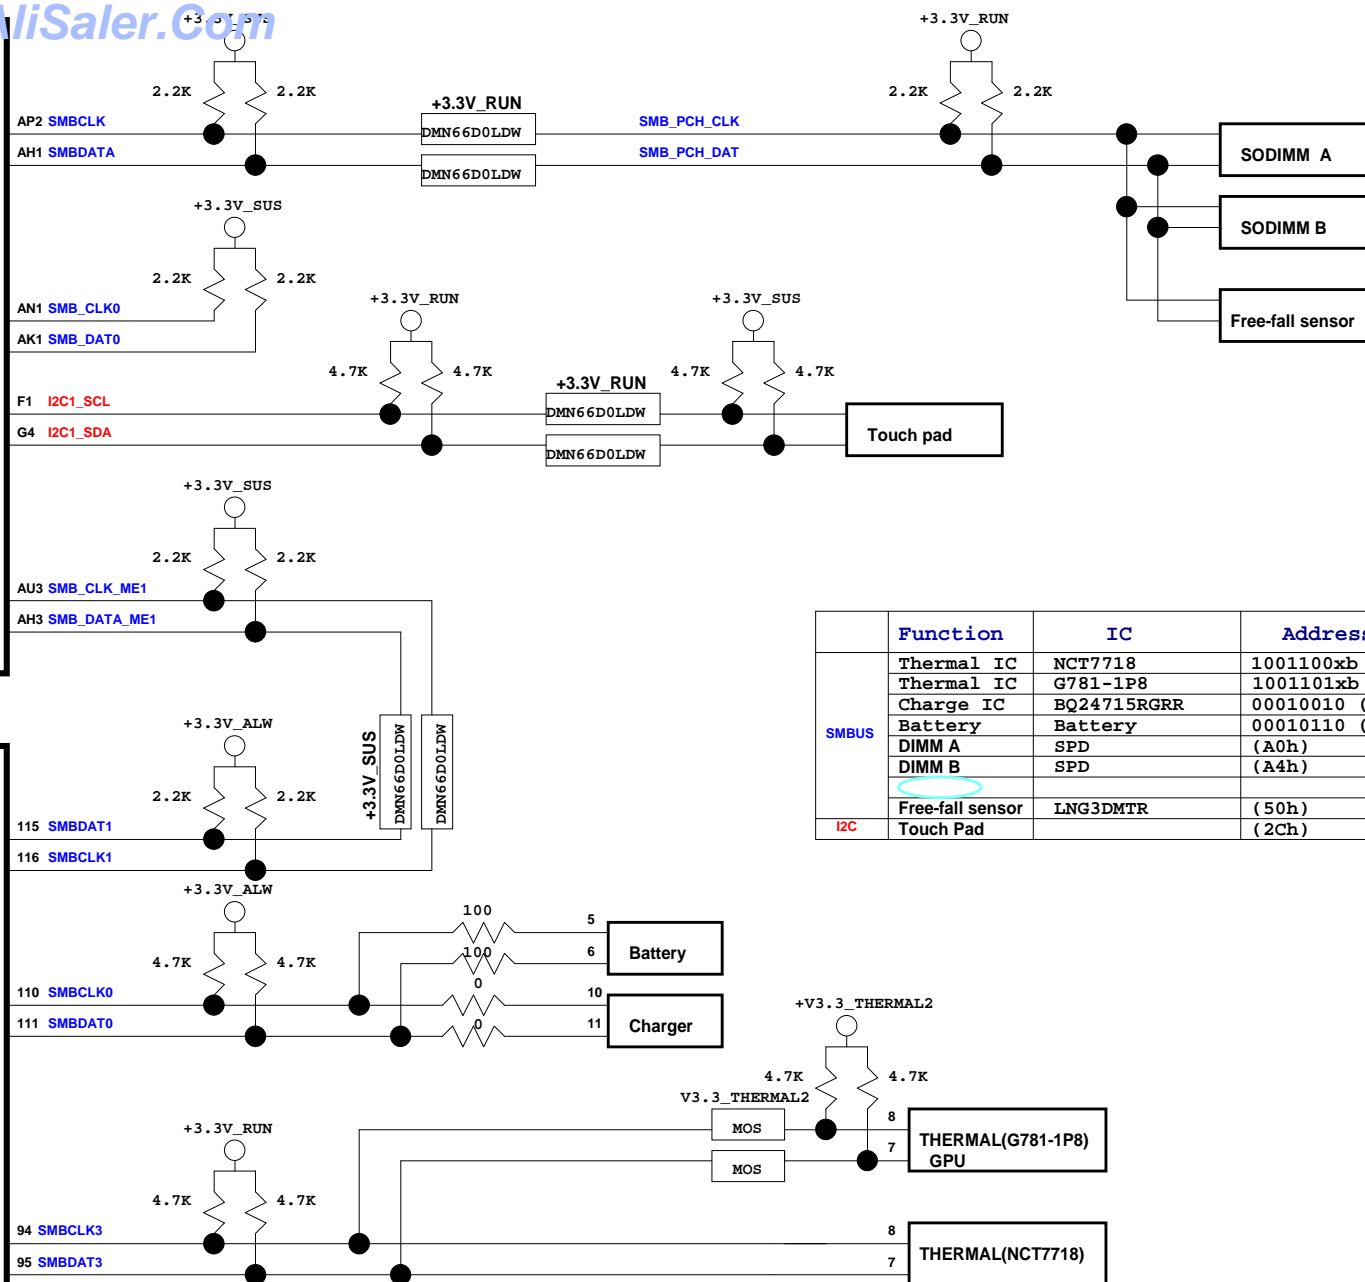 AliSaler.Com
+3.3V_SUS
2.2K 2.2K
AP2 SMBCLK
AH1 SMBDATA
+3.3V_RUN
DMN66D0LDW
DMN66D0LDW
SMB_PCH_CLK
SMB_PCH_DAT
+3.3V_RUN
2.2K 2.2K
SODIMM A
SODIMM B
Free-fall sensor
+3.3V_SUS
2.2K 2.2K
AN1 SMB_CLK0
AK1 SMB_DAT0
+3.3V_RUN
4.7K 4.7K
F1 I2C1_SCL
G4 I2C1_SDA
+3.3V_RUN
DMN66D0LDW
DMN66D0LDW
+3.3V_SUS
4.7K 4.7K
Touch pad
+3.3V_SUS
2.2K 2.2K
AU3 SMB_CLK_ME1
AH3 SMB_DATA_ME1
+3.3V_SUS
DMN66D0LDW
DMN66D0LDW
+3.3V_ALW
2.2K 2.2K
115 SMBDAT1
116 SMBCLK1
Function IC Address
SMBUS
Thermal IC NCT7718 1001100xb
Thermal IC G781-1P8 1001101xb
Charge IC BQ24715RGRR 00010010 (
Battery Battery 00010110 (
DIMM A SPD (A0h)
DIMM B SPD (A4h)
Free-fall sensor LNG3DMTR (50h)
I2C Touch Pad (2Ch)
+3.3V_ALW
4.7K 4.7K
110 SMBCLK0
111 SMBDAT0
100 5
100 6
Battery
0 10
0 11
Charger
+V3.3_THERMAL2
4.7K 4.7K
V3.3_THERMAL2
MOS
MOS
8
7
THERMAL(G781-1P8)
GPU
+3.3V_RUN
4.7K 4.7K
94 SMBCLK3
95 SMBDAT3
8
7
THERMAL(NCT7718)